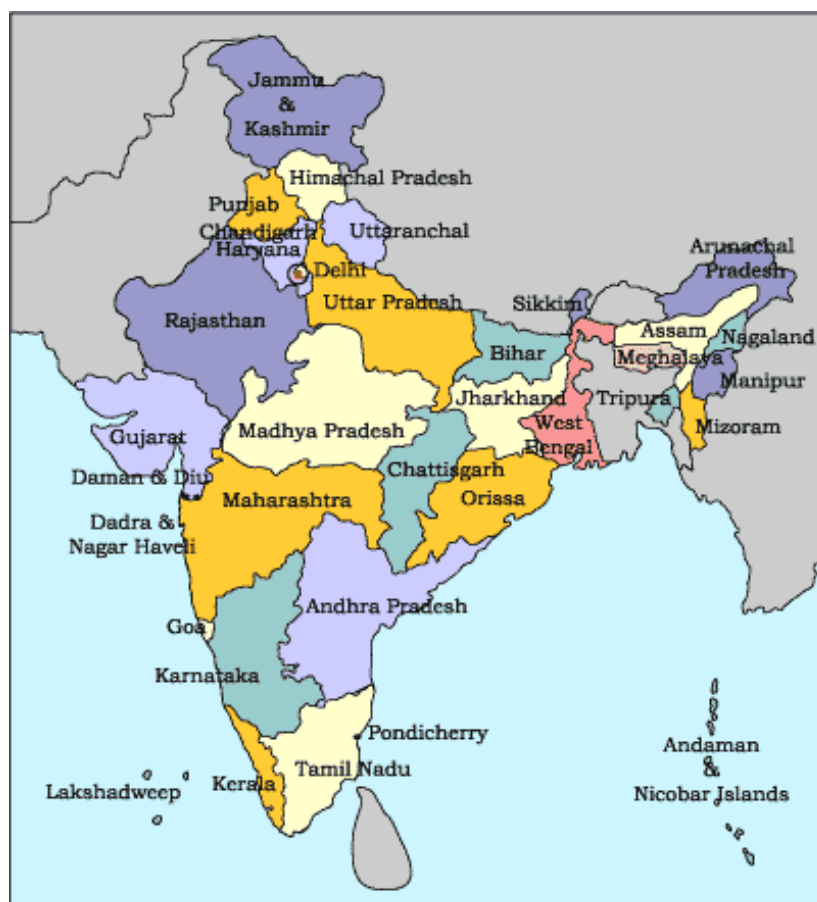 Jammu
&
Kashmir
Himachal Pradesh
Punjab
Chandigarh
Uttaranchal
Haryana
Arunachal
Pradesh
Delhi
Uttar Pradesh
Sikkim
Rajasthan
Assam
Nagaland
Bihar
Meghalaya
Manipur
Jharkhand
Tripura
West
Bengal
Mizoram
Gujarat
Madhya Pradesh
Chattisgarh
Daman & Diu
Maharashtra
Orissa
Dadra &
Nagar Haveli
Andhra Pradesh
Goa
Karnataka
Pondicherry
Andaman
&
Nicobar Islands
Tamil Nadu
Kerala
Lakshadweep